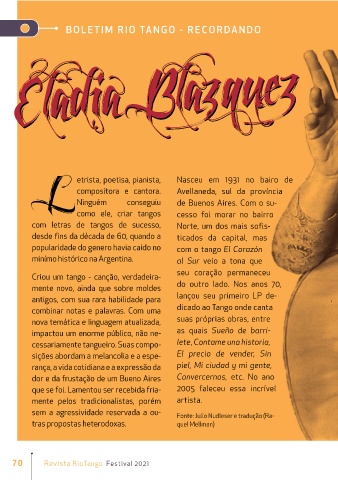 BOLETIM RIO TANGO - RECORDANDO
Eladia Blazquez
Letrista, poetisa, pianista,
compositora e cantora.
Ninguém conseguiu
como ele, criar tangos
com letras de tangos de sucesso,
desde fins da década de 60, quando a
popularidade do genero havia caido no
mínimo histórico na Argentina.
Criou um tango - canção, verdadeira-
mente novo, ainda que sobre moldes
antigos, com sua rara habilidade para
combinar notas e palavras. Com uma
nova temática e linguagem atualizada,
impactou um enorme público, não ne-
cessariamente tangueiro. Suas compo-
sições abordam a melancolia e a espe-
rança, a vida cotidiana e a expressão da
dor e da frustação de um Bueno Aires
que se foi. Lamentou ser recebida fria-
mente pelos tradicionalistas, porém
sem a agressividade reservada a ou-
tras propostas heterodoxas.
Nasceu em 1931 no bairo de
Avellaneda, sul da província
de Buenos Aires. Com o su-
cesso foi morar no bairro
Norte, um dos mais sofis-
ticados da capital, mas
com o tango El Corazón
al Sur veio a tona que
seu coração permaneceu
do outro lado. Nos anos 70,
lançou seu primeiro LP de-
dicado ao Tango onde canta
suas próprias obras, entre
as quais Sueño de barri-
lete, Contame una historia,
El precio de vender, Sin
piel, Mi ciudad y mi gente,
Convercernos, etc. No ano
2005 faleceu essa incrível
artista.
Fonte: Julio Nudleser e tradução (Ra-
quel Mellman)
70 Revista RioTango Festival 2021